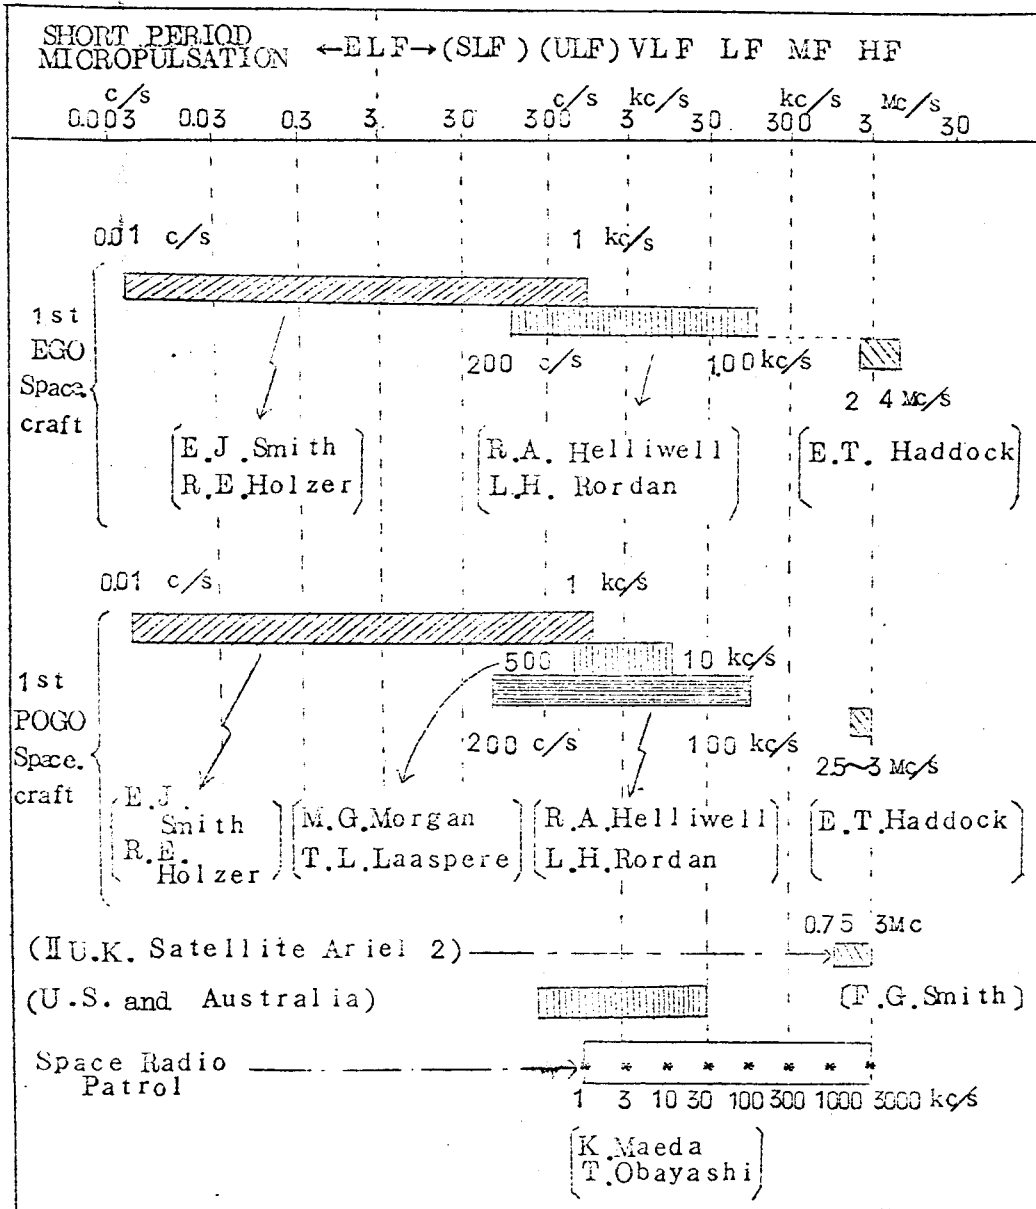 SHORT PERIOD
MICROPULSATION ←ELF→ (SLF) (ULF) VLF LF MF HF
c/s c/s kc/s kc/s Mc/s
0.003 0.03 0.3 3 30 300 3 30 300 3 30
0.01 c/s 1 kc/s
1st
EGO
Space.
craft
200 c/s 100 kc/s
2 4 Mc/s
E.J. Smith
R.E. Holzer
R.A. Helliwell
L.H. Rordan
E.T. Haddock
0.01 c/s 1 kc/s
500 10 kc/s
1st
POGO
Space.
craft
200 c/s 100 kc/s
2.5~3 Mc/s
E.J.
Smith
R.E.
Holzer
M.G. Morgan
T.L. Laaspere
R.A. Helliwell
L.H. Rordan
E.T. Haddock
0.75 3Mc
(II U.K. Satellite Ariel 2)
(U.S. and Australia)
(F.G. Smith)
Space Radio
Patrol
* * * * * * * *
1 3 10 30 100 300 1000 3000 kc/s
K. Maeda
T. Obayashi